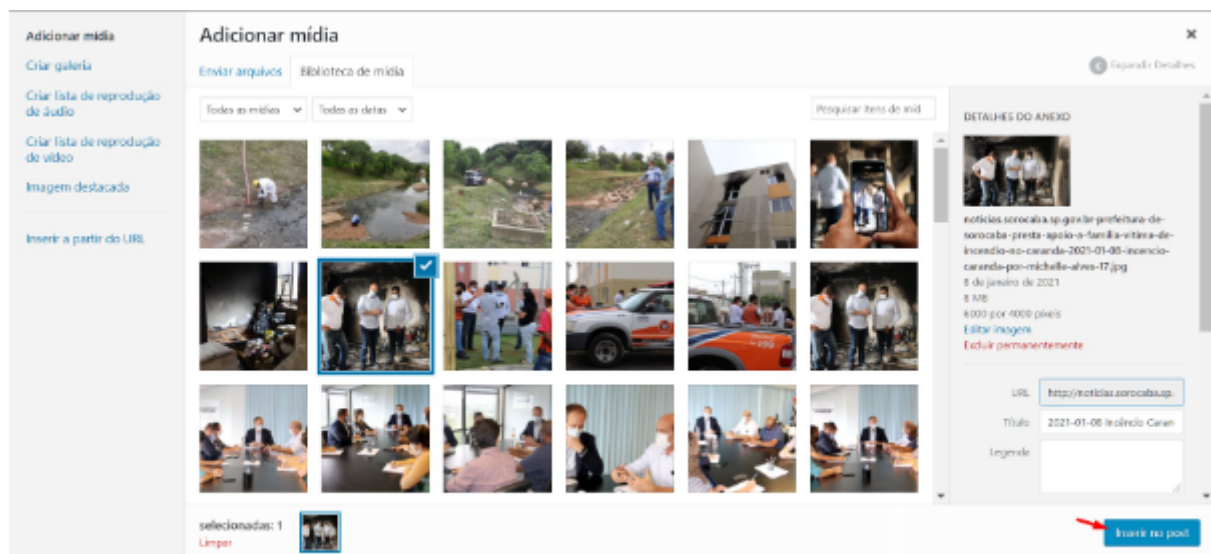 Adicionar mídia
Criar galeria
Criar lista de reprodução
de áudio
Criar lista de reprodução
de vídeo
Imagem destacada
Inserir a partir do URL
Adicionar mídia
Enviar arquivos
Biblioteca de mídia
Expandir Detalhes
Todas as mídias
Todas as datas
Pesquisar itens de míd
DETALHES DO ANEXO
noticias.sorocaba.sp.gov.br-prefeitura-de-
sorocaba-presta-apoio-a-familia-vitima-de-
incendio-no-caranda-2021-01-08-incencio-
caranda-por-michelle-alves-17.jpg
8 de janeiro de 2021
8 MB
6000 por 4000 pixels
Editar imagem
Excluir permanentemente
URL
http://noticias.sorocaba.sp.
Título
2021-01-08 Incêncio Caran
Legenda
199
selecionadas: 1
Limpar
Inserir no post